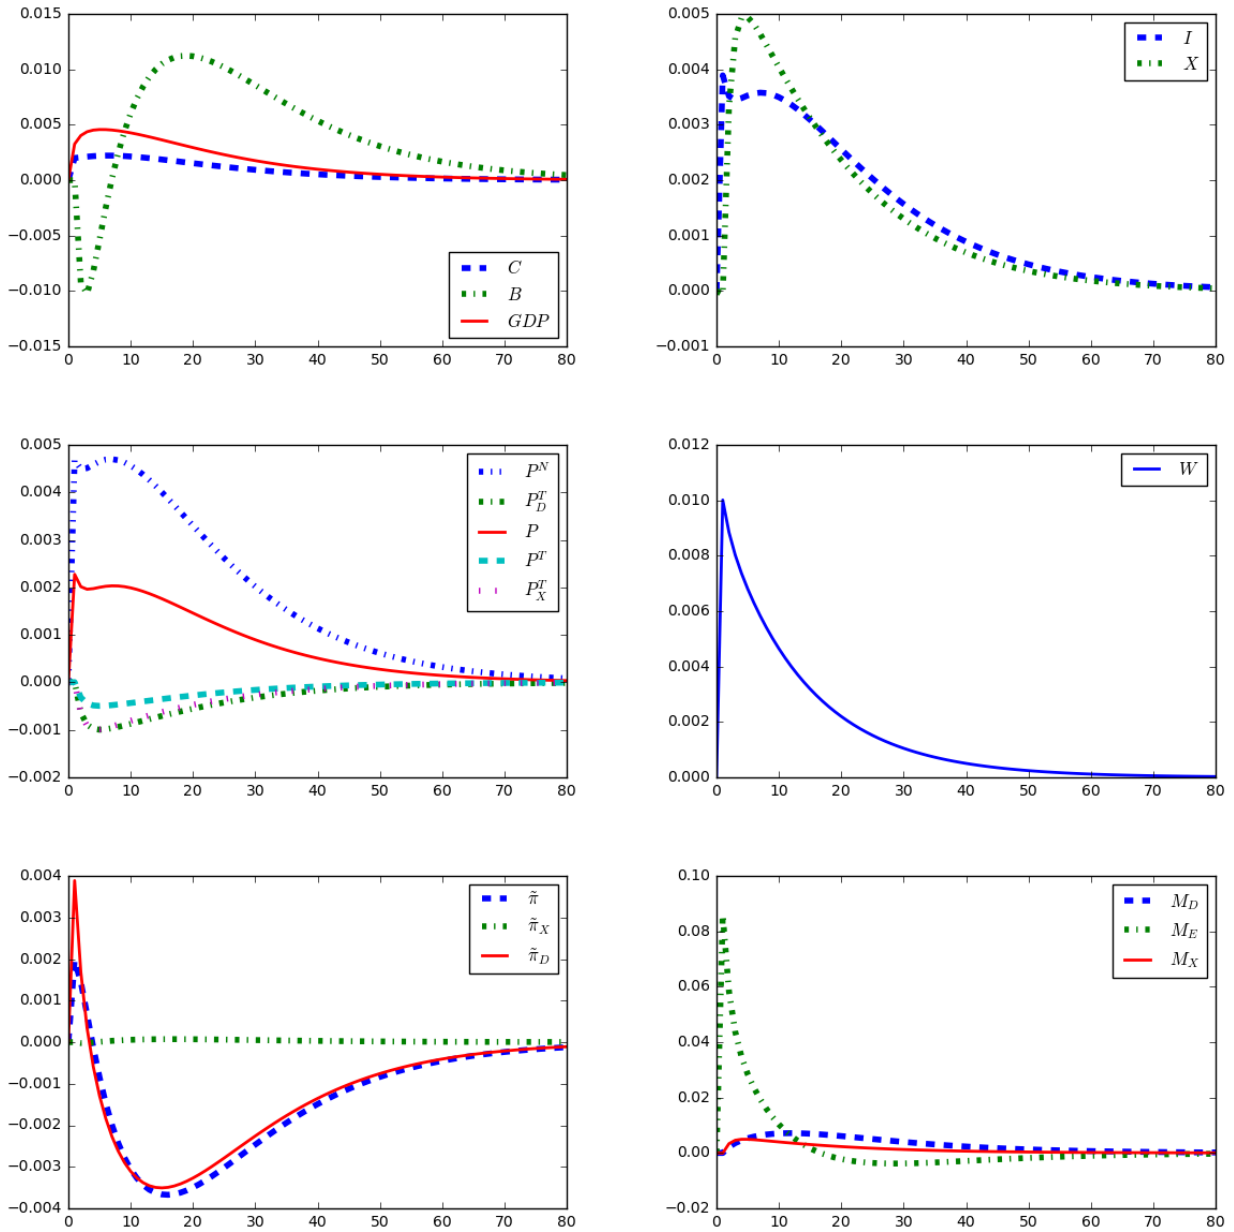 0.015
0.010
0.005
0.000
−0.005
−0.010
−0.015
0 10 20 30 40 50 60 70 80
C
B
GDP
0.005
0.004
0.003
0.002
0.001
0.000
−0.001
0 10 20 30 40 50 60 70 80
I
X
0.005
0.004
0.003
0.002
0.001
0.000
−0.001
−0.002
0 10 20 30 40 50 60 70 80
P^N
P_D^T
P
P^T
P_X^T
0.012
0.010
0.008
0.006
0.004
0.002
0.000
0 10 20 30 40 50 60 70 80
W
0.004
0.003
0.002
0.001
0.000
−0.001
−0.002
−0.003
−0.004
0 10 20 30 40 50 60 70 80
π̃
π̃_X
π̃_D
0.10
0.08
0.06
0.04
0.02
0.00
−0.02
0 10 20 30 40 50 60 70 80
M_D
M_E
M_X